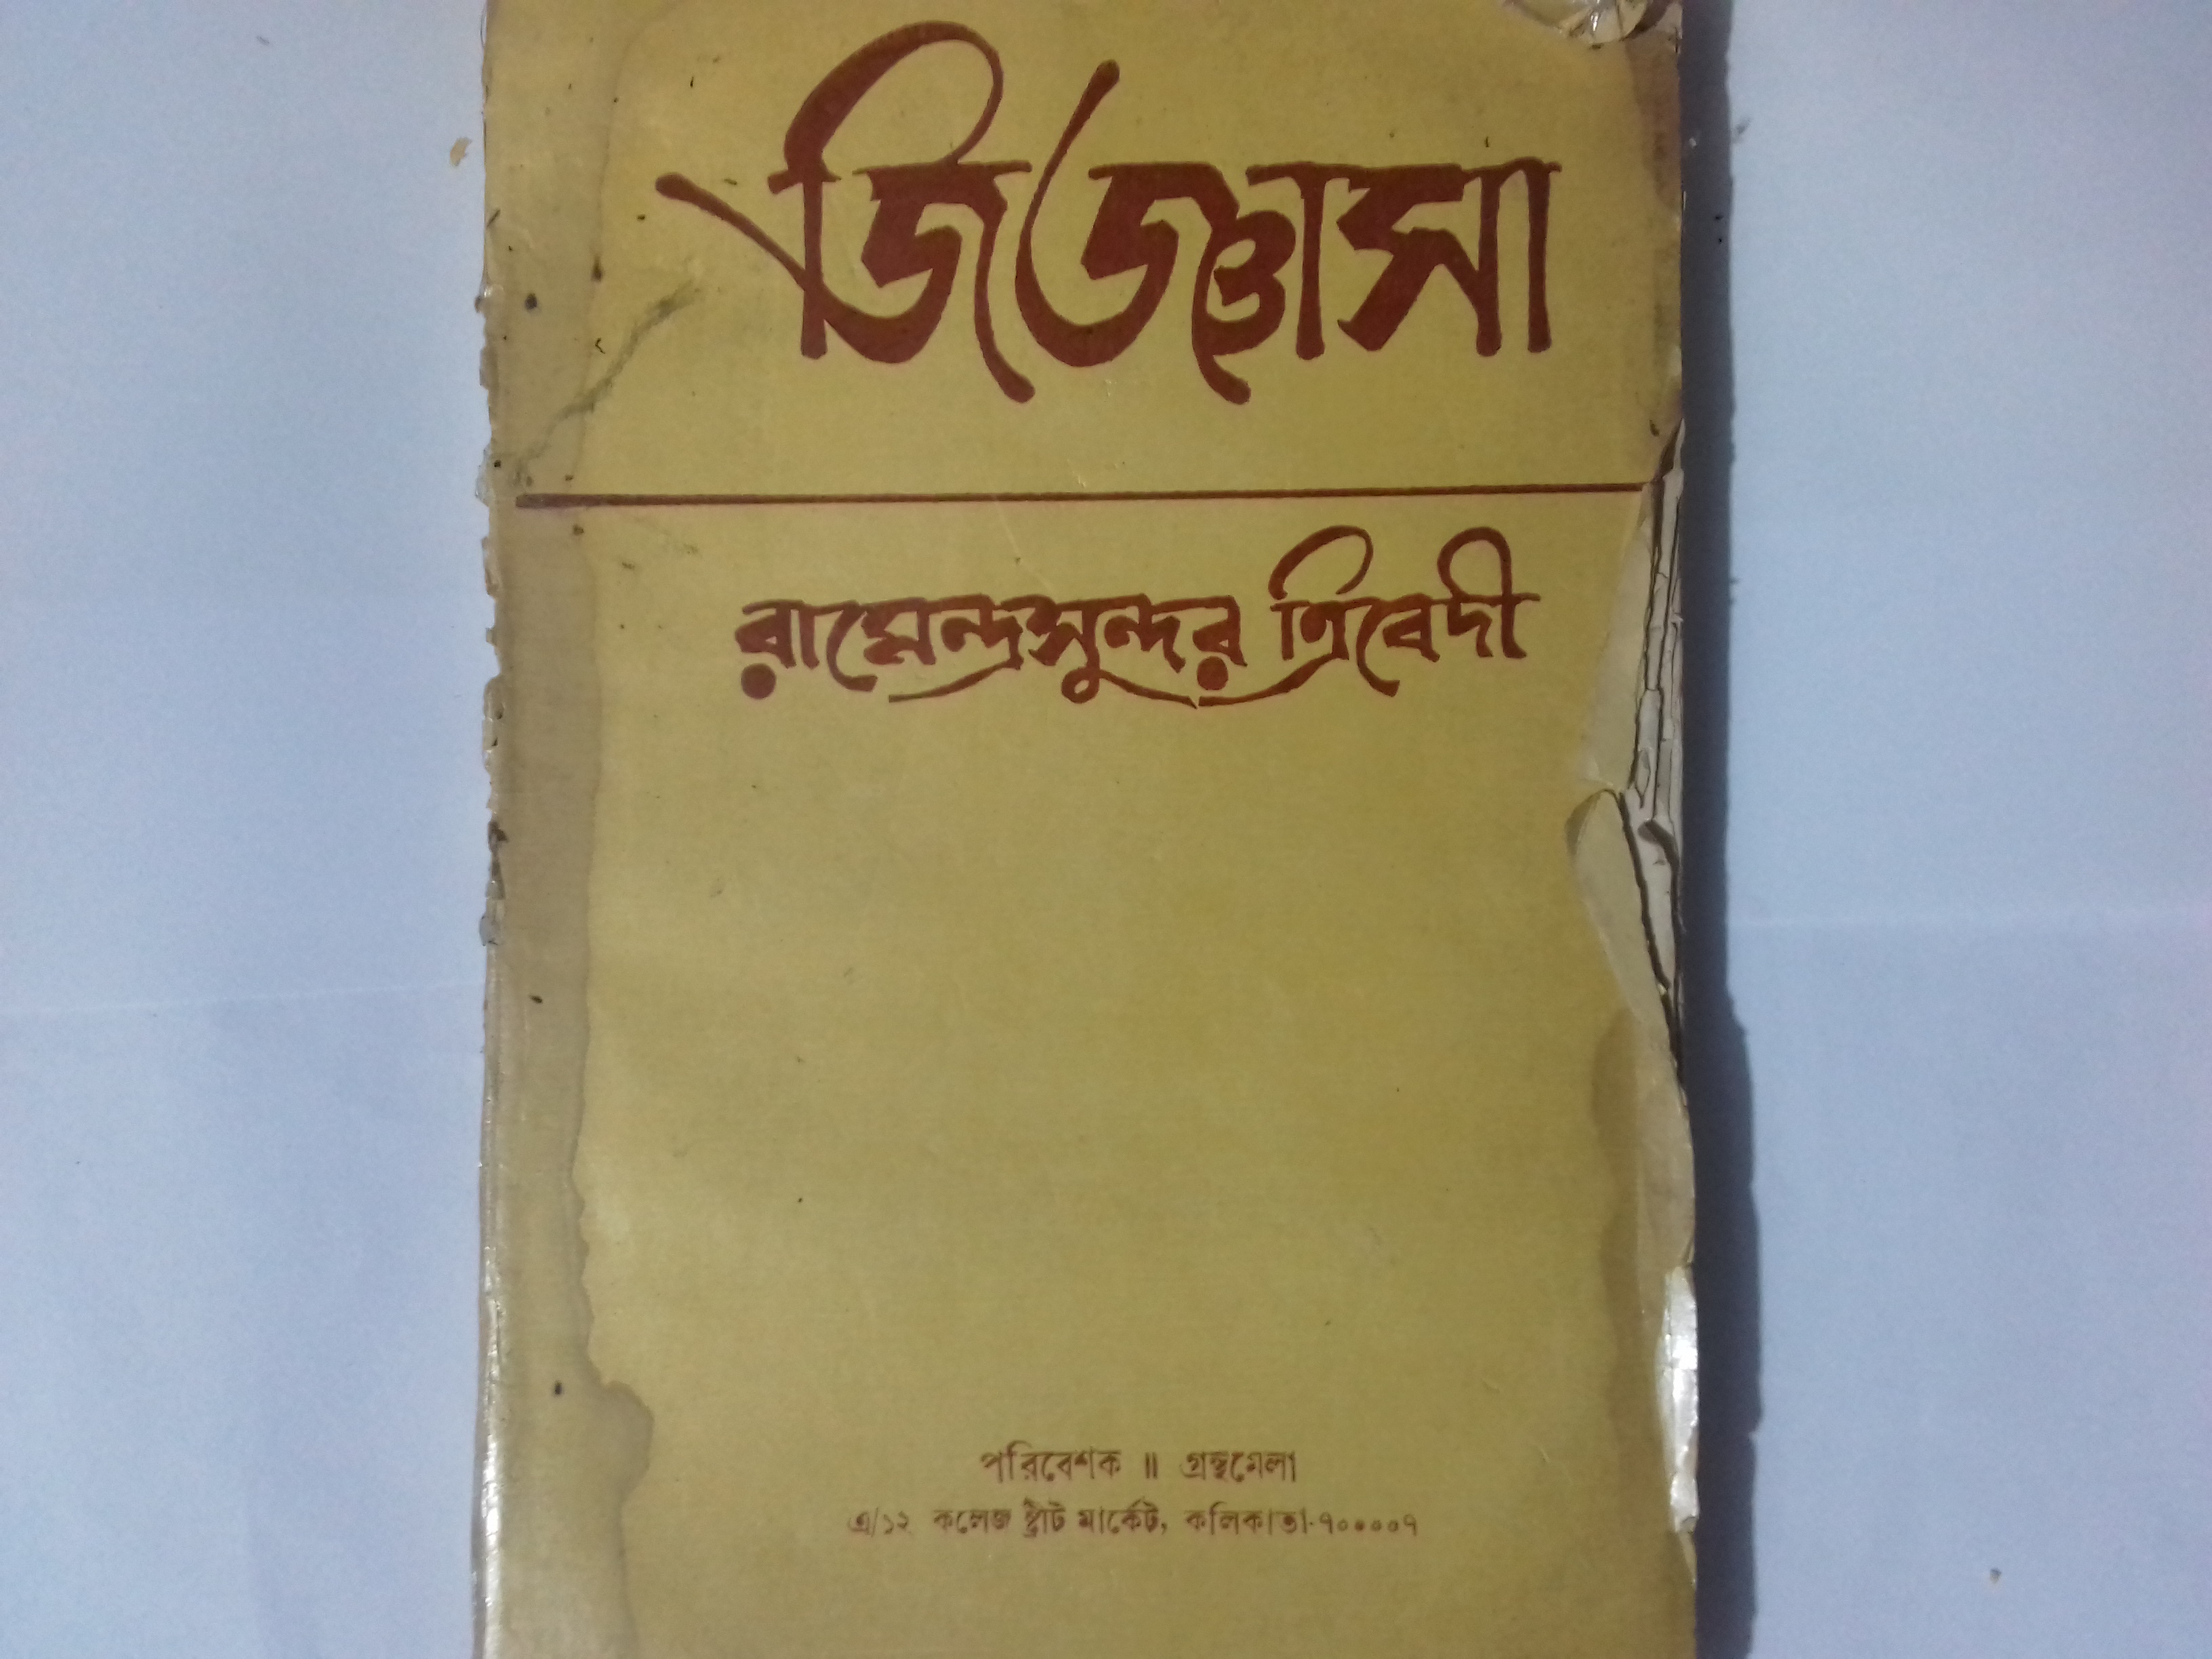 জিজ্ঞাসা
রামেন্দ্রসুন্দর ত্রিবেদী
পরিবেশক ॥ গ্রন্থমেলা
এ/১২ কলেজ স্ট্রীট মার্কেট, কলিকাতা-৭০০০০৭